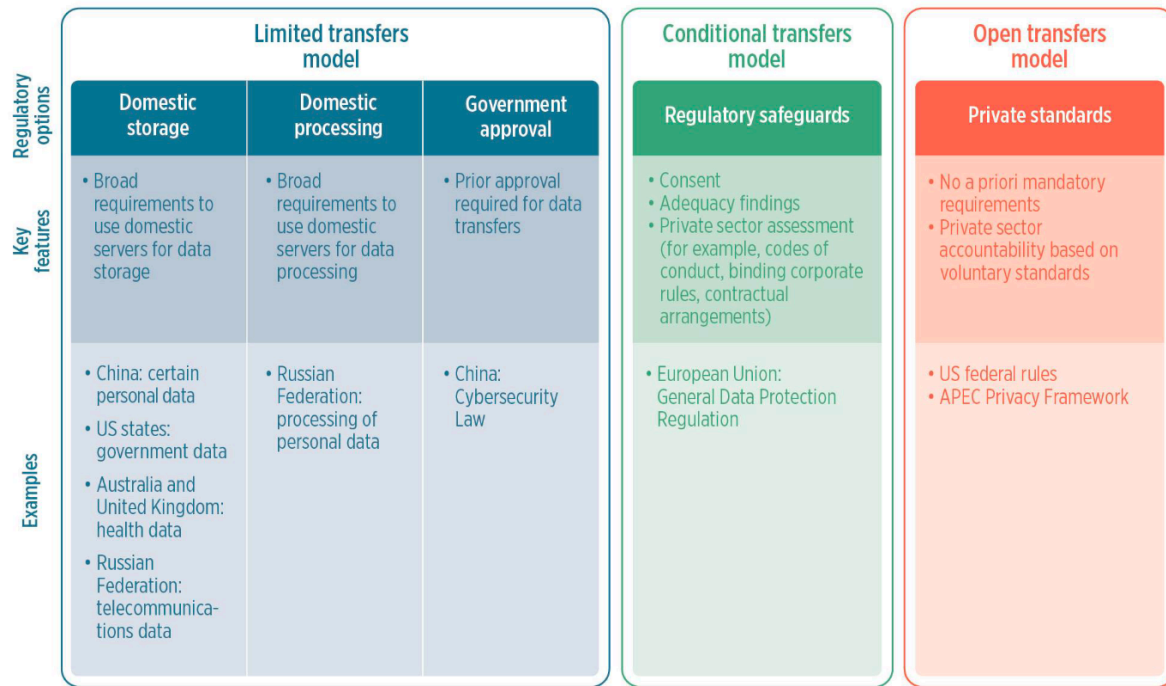 Limited transfers
model
Conditional transfers
model
Open transfers
model
Regulatory
options
Domestic
storage
Domestic
processing
Government
approval
Regulatory safeguards
Private standards
Key
features
• Broad
requirements to
use domestic
servers for data
storage
• Broad
requirements to
use domestic
servers for data
processing
• Prior approval
required for data
transfers
• Consent
• Adequacy findings
• Private sector assessment
(for example, codes of
conduct, binding corporate
rules, contractual
arrangements)
• No a priori mandatory
requirements
• Private sector
accountability based on
voluntary standards
Examples
• China: certain
personal data
• US states:
government data
• Australia and
United Kingdom:
health data
• Russian
Federation:
telecommunica-
tions data
• Russian
Federation:
processing of
personal data
• China:
Cybersecurity
Law
• European Union:
General Data Protection
Regulation
• US federal rules
• APEC Privacy Framework